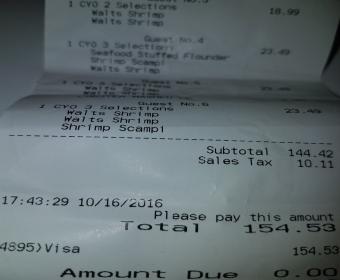 1 CYO 2 Selections 18.99
Walts Shrimp
Walts Shrimp
Guest No.4
1 CYO 3 Selections 23.49
Seafood Stuffed Flounder
Shrimp Scampi
Walts Shrimp
Guest No.6
1 CYO 3 Selections 23.49
Walts Shrimp
Walts Shrimp
Shrimp Scampi
Subtotal 144.42
Sales Tax 10.11
17:43:29 10/16/2016
Please pay this amount
Total 154.53
4895)Visa 154.53
Amount Due 0.00